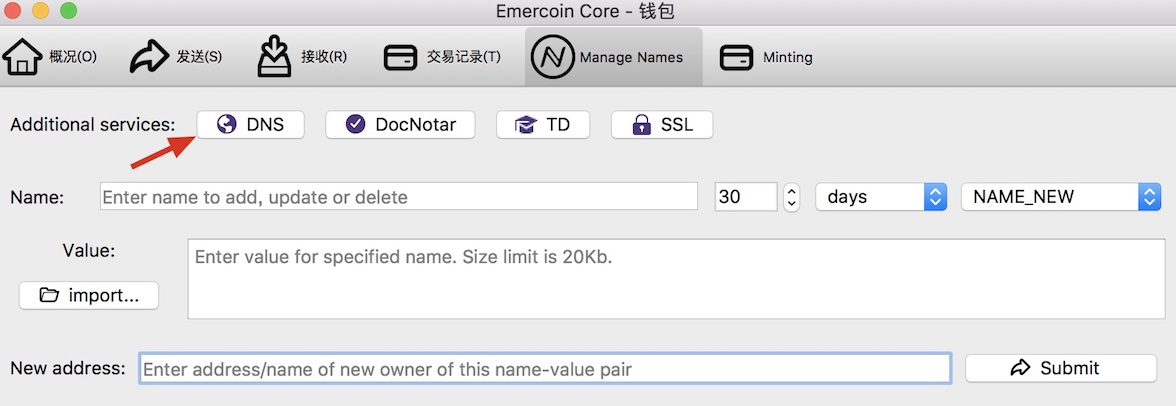 Emercoin Core - 钱包
概况(O) 发送(S) 接收(R) 交易记录(T) Manage Names Minting
Additional services: DNS DocNotar TD SSL
Name: Enter name to add, update or delete 30 days NAME_NEW
Value: Enter value for specified name. Size limit is 20Kb.
import...
New address: Enter address/name of new owner of this name-value pair Submit